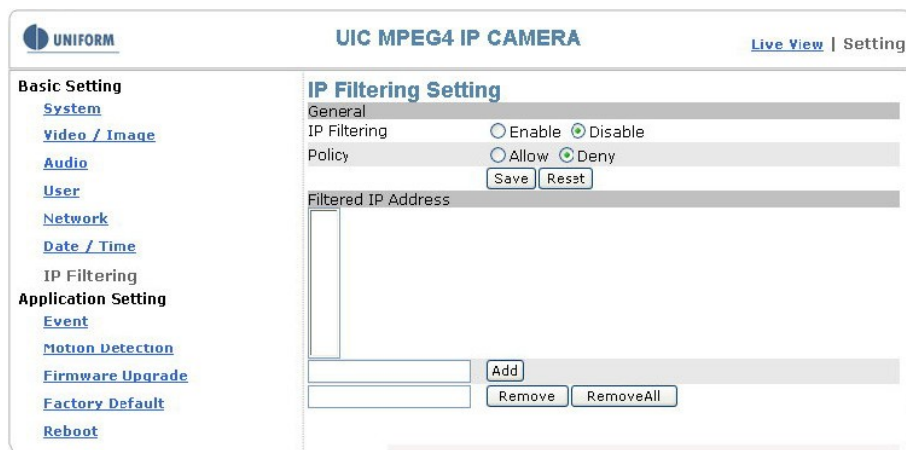 UNIFORM
UIC MPEG4 IP CAMERA
Live View | Setting
Basic Setting
System
Video / Image
Audio
User
Network
Date / Time
IP Filtering
Application Setting
Event
Motion Detection
Firmware Upgrade
Factory Default
Reboot
IP Filtering Setting
General
IP Filtering Enable Disable
Policy Allow Deny
Save Reset
Filtered IP Address
Add
Remove RemoveAll